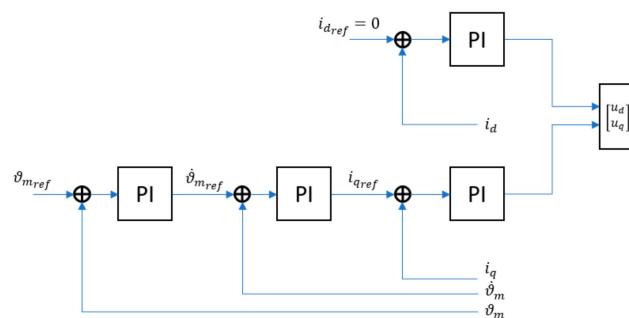 i_{d_{ref}} = 0
PI
[u_d
u_q]
i_d
ϑ_{m_{ref}}
PI
ϑ̇_{m_{ref}}
PI
i_{q_{ref}}
PI
i_q
ϑ̇_m
ϑ_m